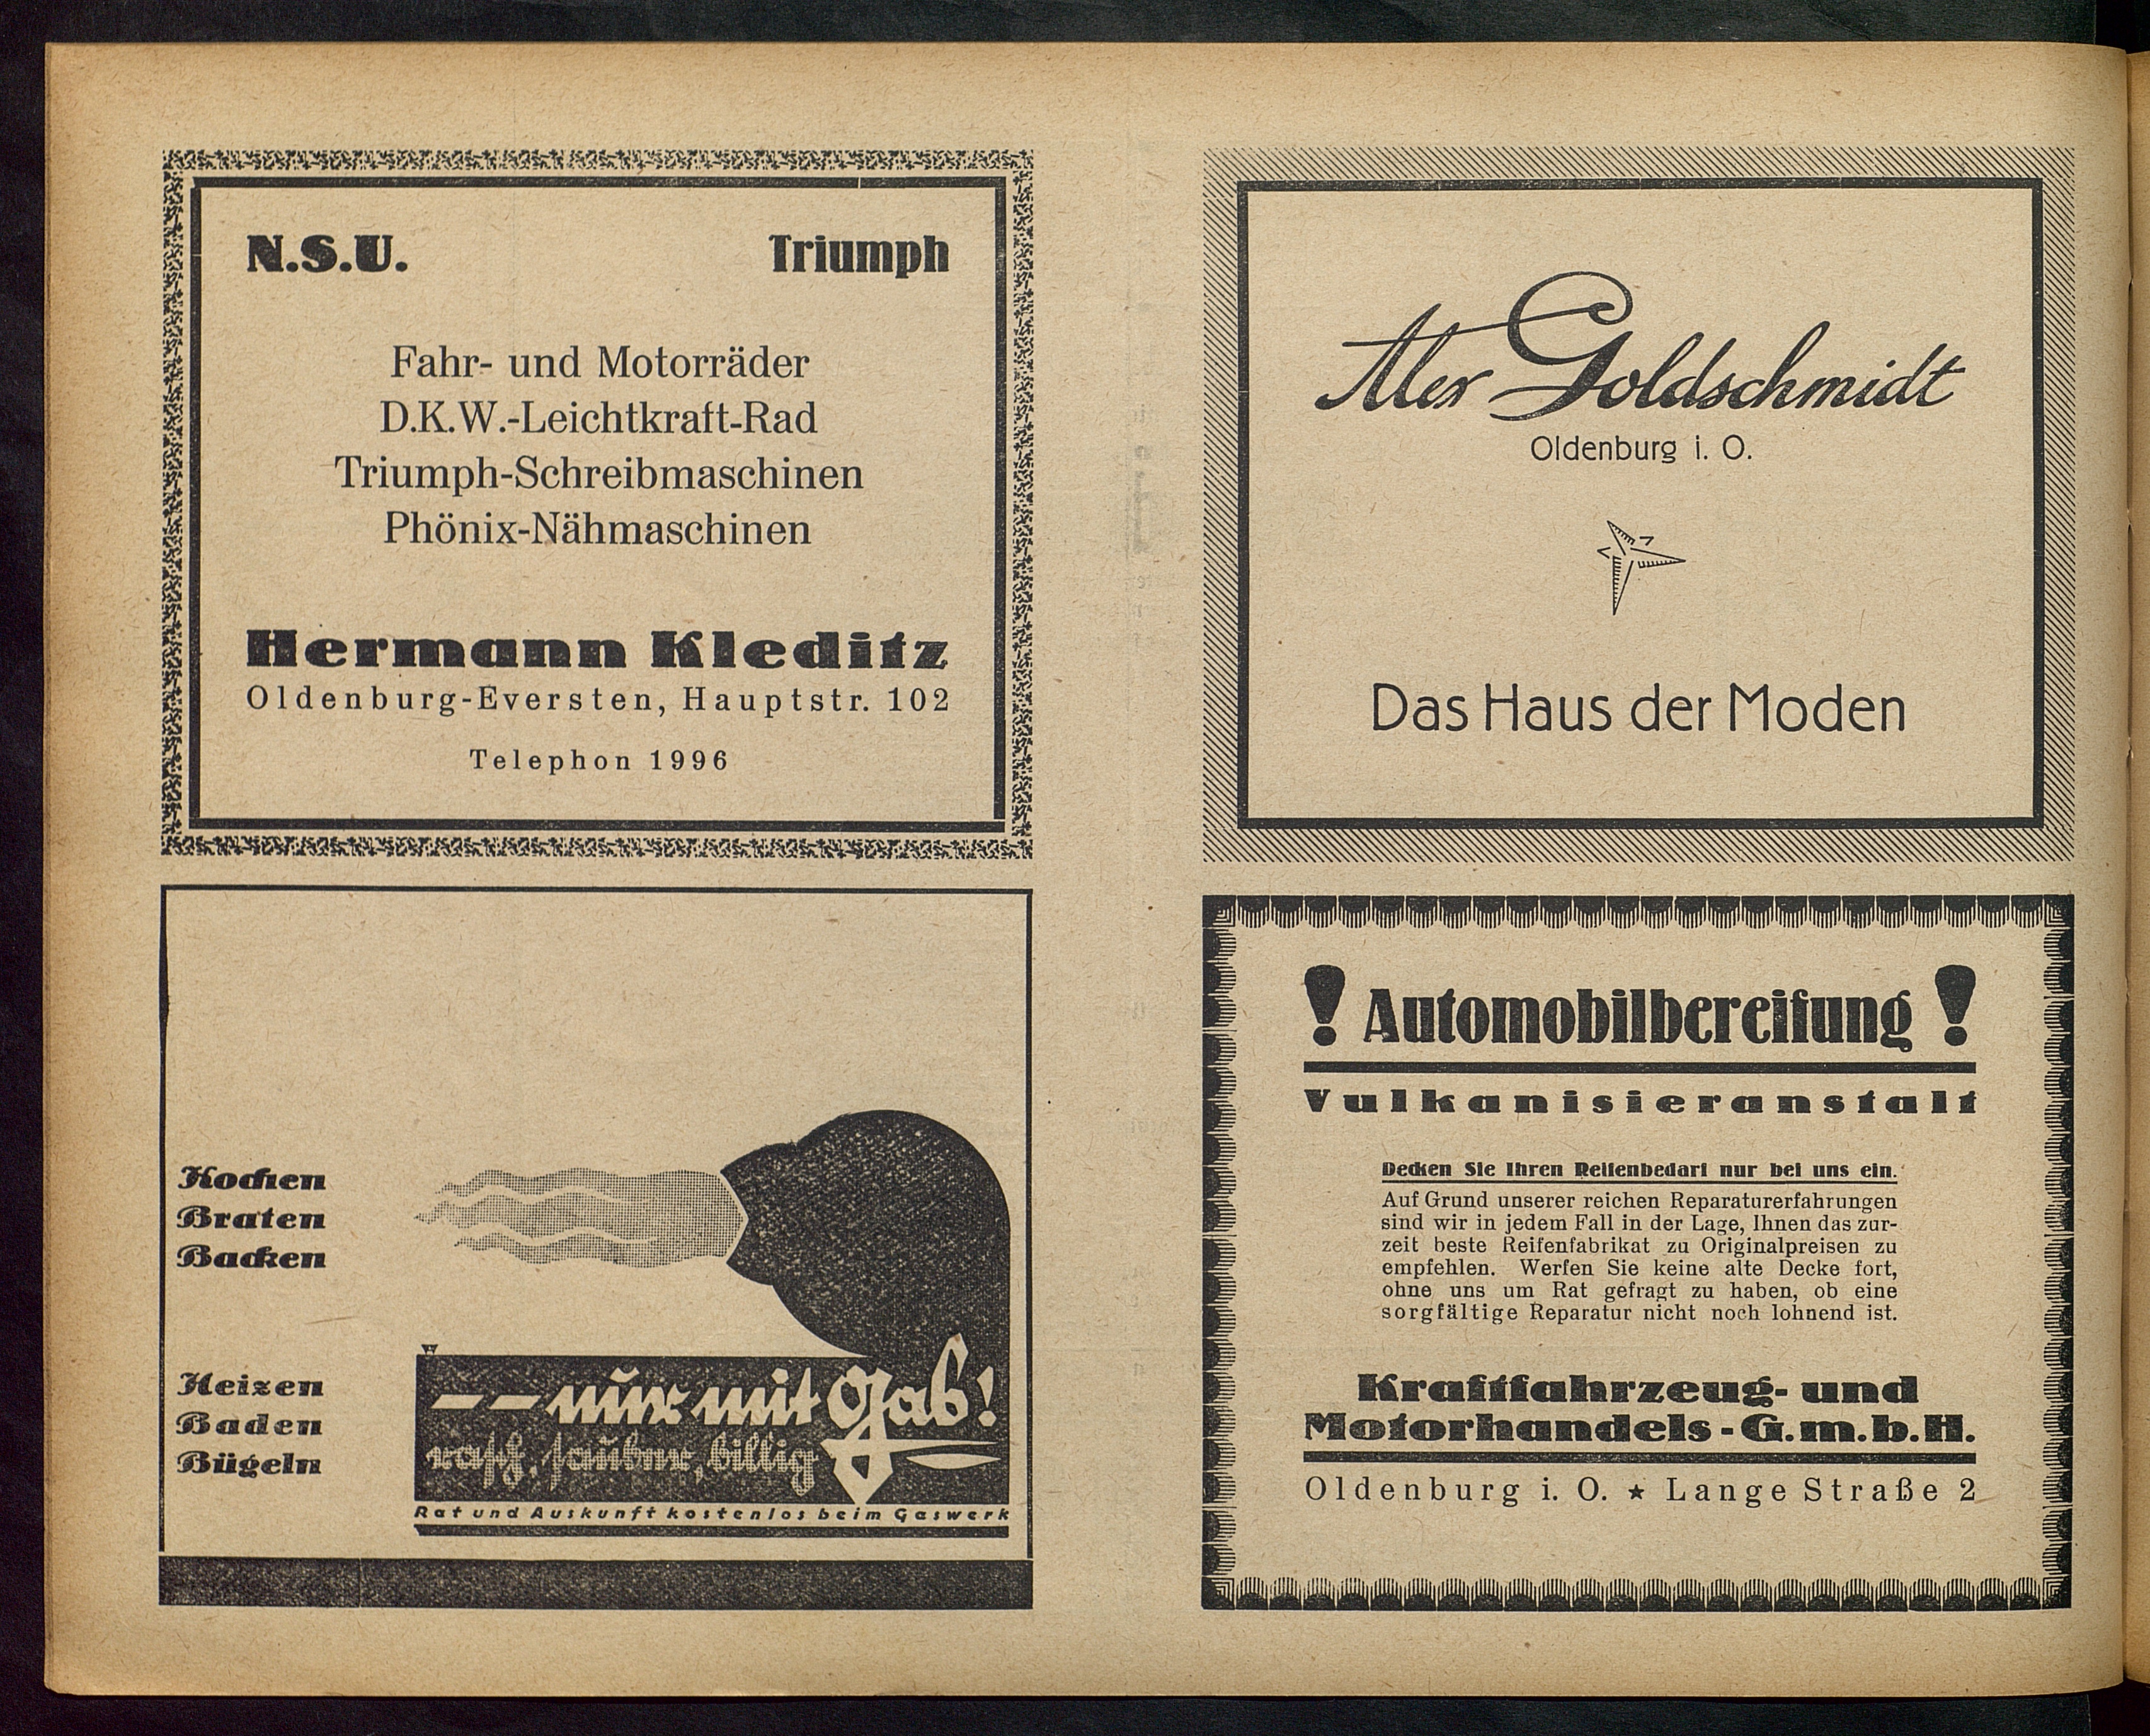 N.S.U. Triumph
Fahr- und Motorräder
D.K.W.-Leichtkraft-Rad
Triumph-Schreibmaschinen
Phönix-Nähmaschinen
Hermann Kleditz
Oldenburg-Eversten, Hauptstr. 102
Telephon 1996
Alex Goldschmidt
Oldenburg i. O.
Das Haus der Moden
Kochen
Braten
Backen
Heizen
Baden
Bügeln
-- nur mit Gas!
rasch, sauber, billig
Rat und Auskunft kostenlos beim Gaswerk
! Automobilbereifung !
Vulkanisieranstalt
Decken Sie Ihren Reifenbedarf nur bei uns ein.
Auf Grund unserer reichen Reparaturerfahrungen
sind wir in jedem Fall in der Lage, Ihnen das zur-
zeit beste Reifenfabrikat zu Originalpreisen zu
empfehlen. Werfen Sie keine alte Decke fort,
ohne uns um Rat gefragt zu haben, ob eine
sorgfältige Reparatur nicht noch lohnend ist.
Kraftfahrzeug- und
Motorhandels-G.m.b.H.
Oldenburg i. O. ★ Lange Straße 2